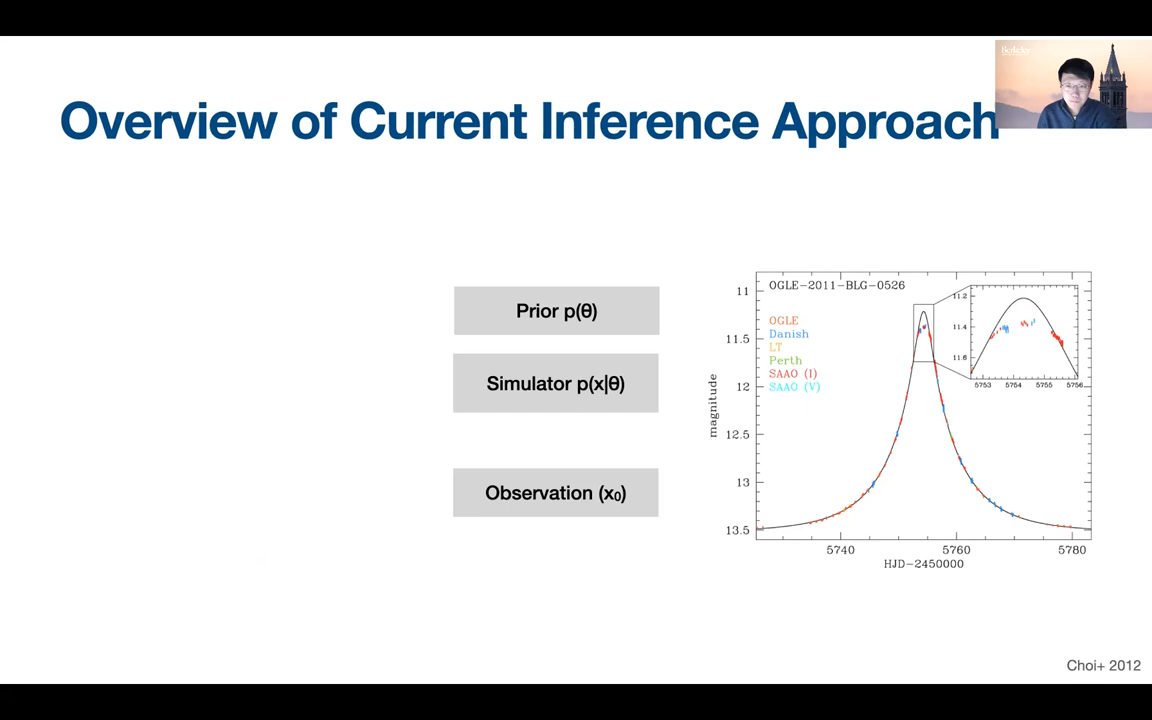 Berkeley
Overview of Current Inference Approach
Prior p(θ)
Simulator p(x|θ)
Observation (x₀)
OGLE-2011-BLG-0526
OGLE
Danish
LT
Perth
SAAO (I)
SAAO (V)
magnitude
11
11.5
12
12.5
13
13.5
5740
5760
5780
HJD-2450000
11.2
11.4
11.6
5753
5754
5755
5756
Choi+ 2012